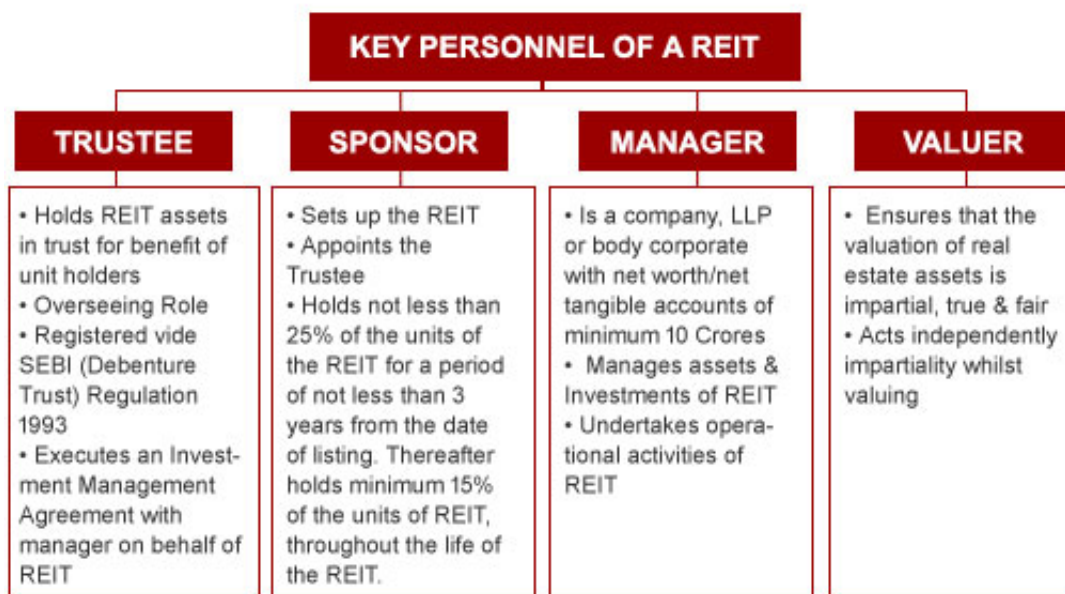 KEY PERSONNEL OF A REIT
TRUSTEE
• Holds REIT assets
in trust for benefit of
unit holders
• Overseeing Role
• Registered vide
SEBI (Debenture
Trust) Regulation
1993
• Executes an Invest-
ment Management
Agreement with
manager on behalf of
REIT
SPONSOR
• Sets up the REIT
• Appoints the
Trustee
• Holds not less than
25% of the units of
the REIT for a period
of not less than 3
years from the date
of listing. Thereafter
holds minimum 15%
of the units of REIT,
throughout the life of
the REIT.
MANAGER
• Is a company, LLP
or body corporate
with net worth/net
tangible accounts of
minimum 10 Crores
• Manages assets &
Investments of REIT
• Undertakes opera-
tional activities of
REIT
VALUER
• Ensures that the
valuation of real
estate assets is
impartial, true & fair
• Acts independently
impartiality whilst
valuing